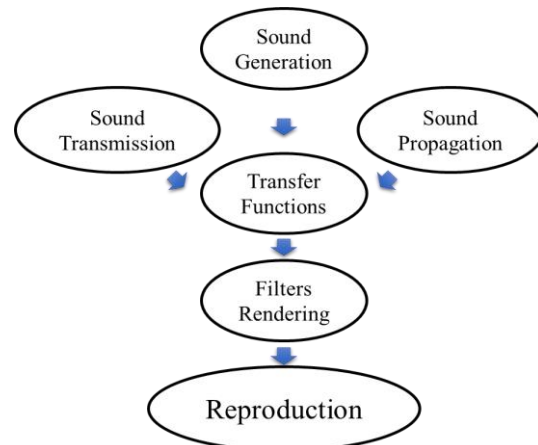 Sound
Generation
Sound
Transmission
Sound
Propagation
Transfer
Functions
Filters
Rendering
Reproduction